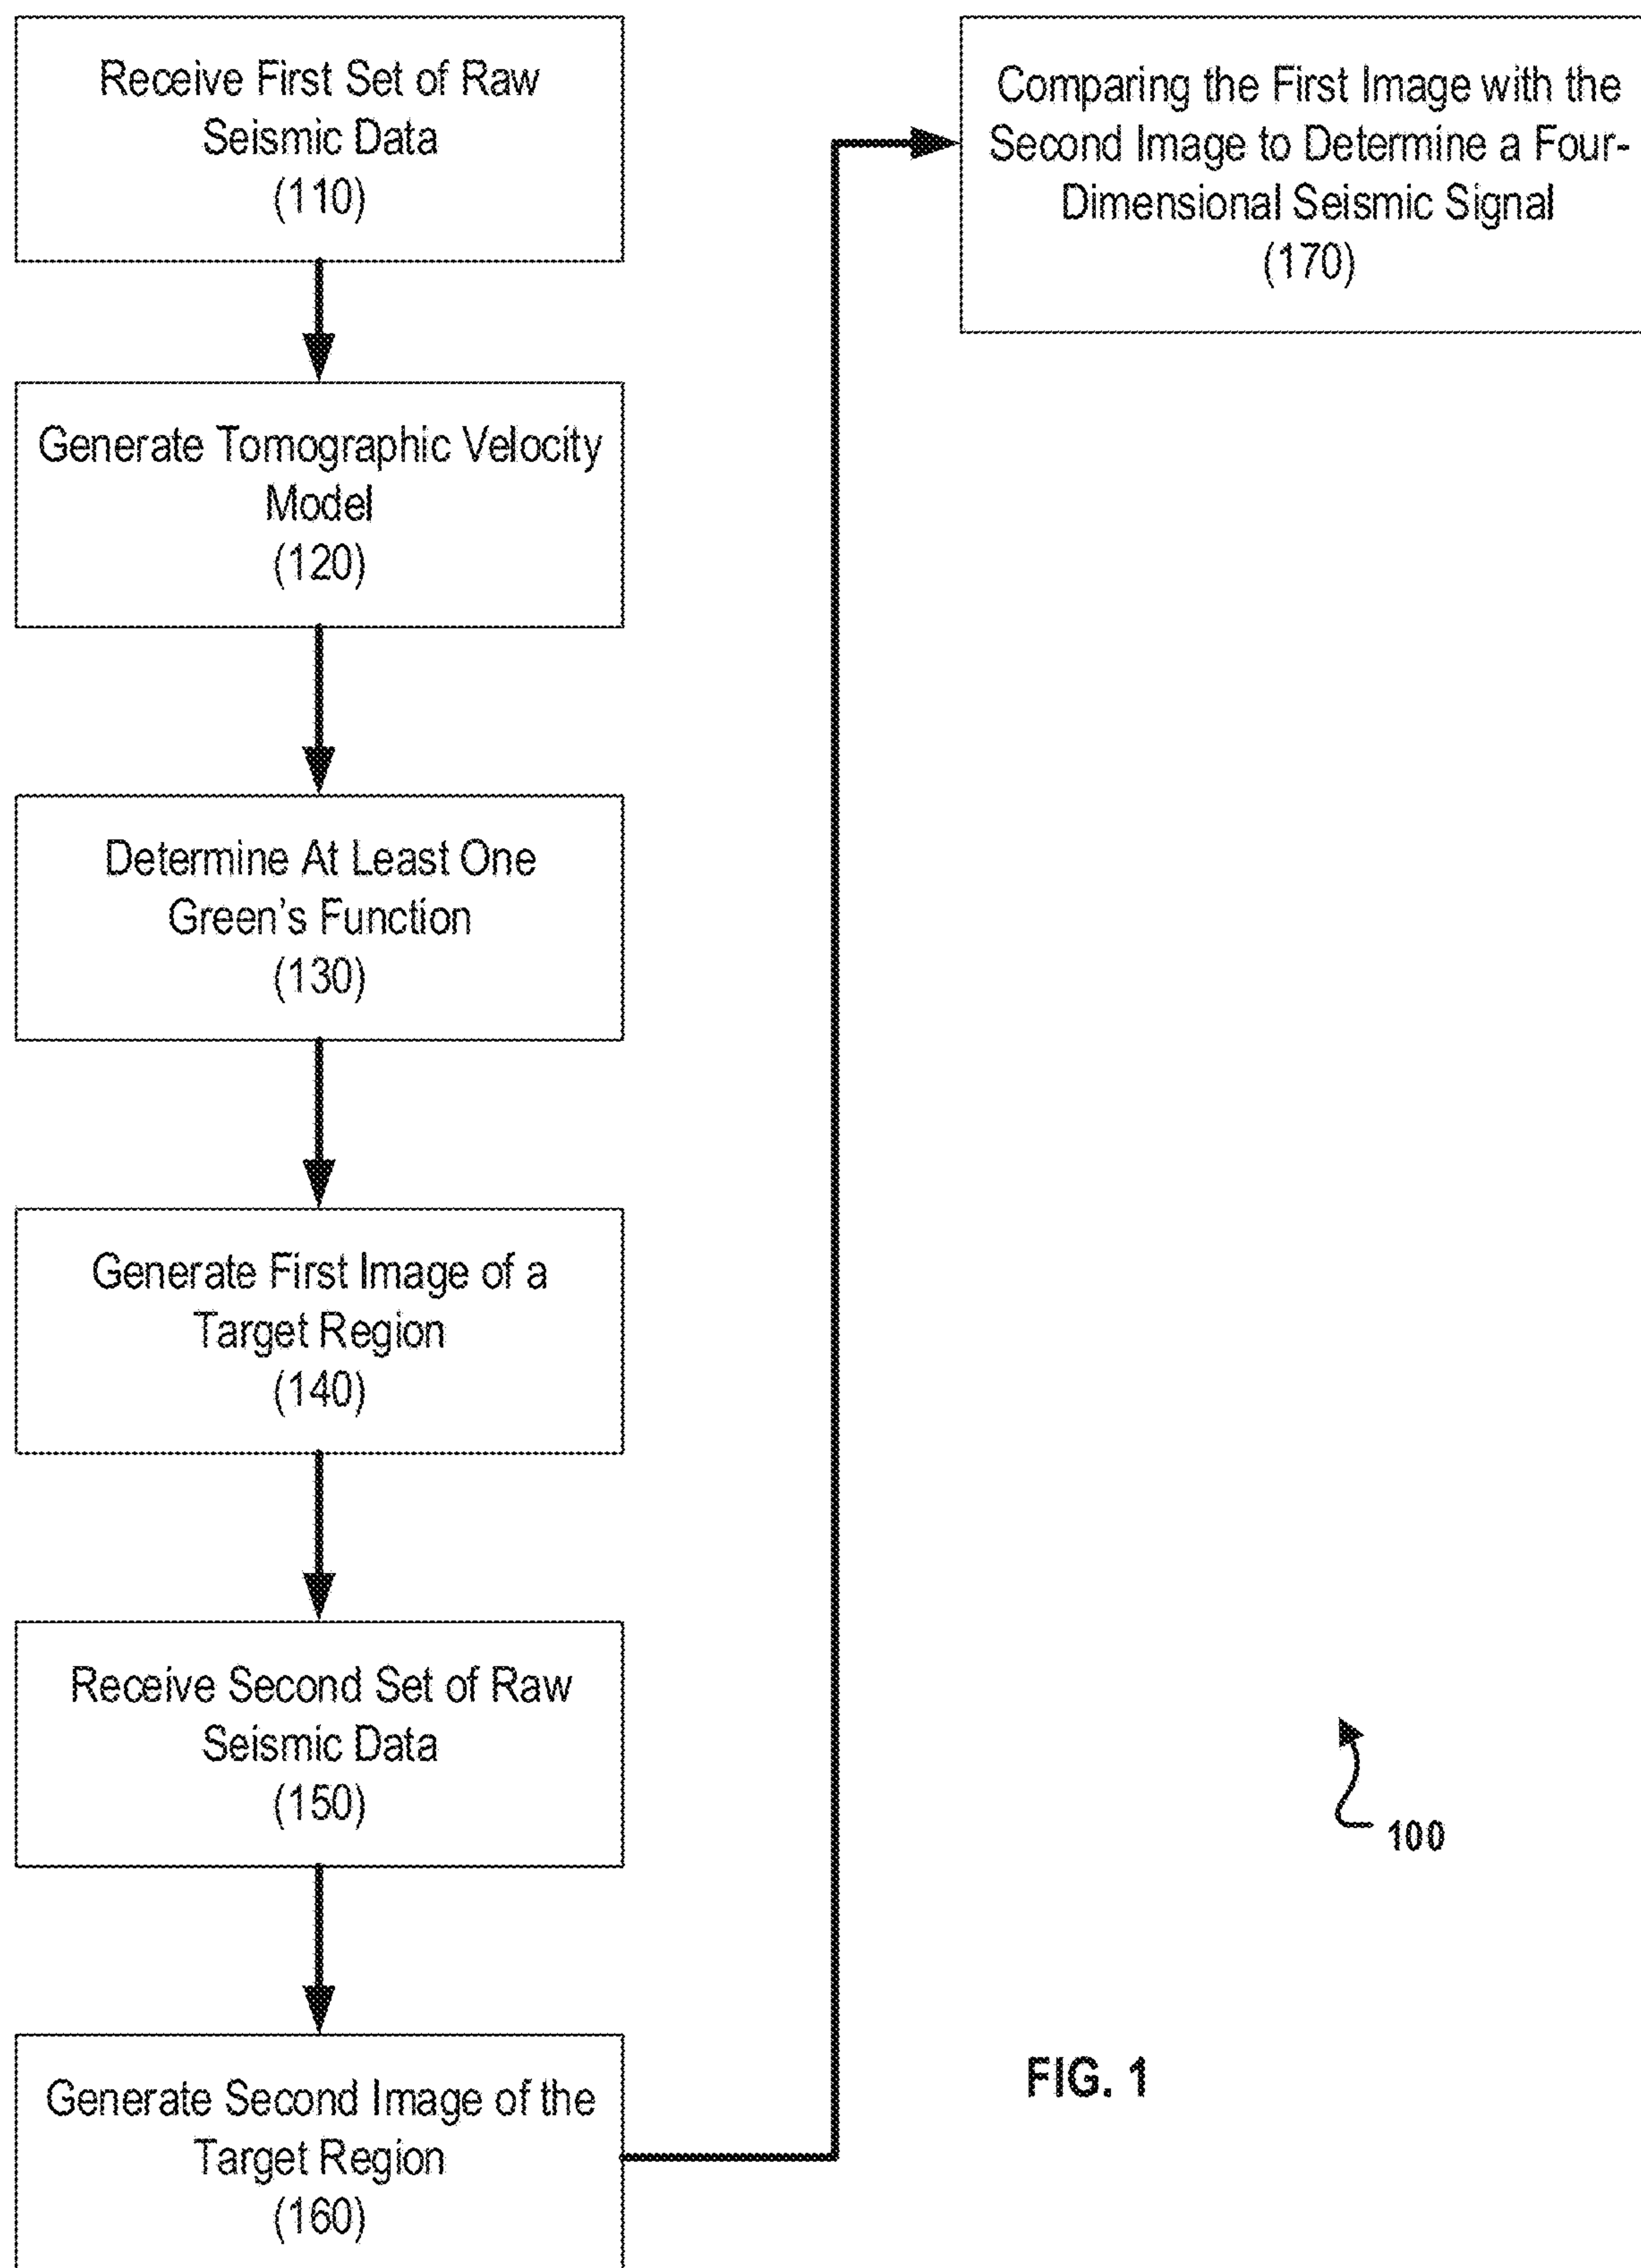 Receive First Set of Raw
Seismic Data
(110)
Generate Tomographic Velocity
Model
(120)
Determine At Least One
Green's Function
(130)
Generate First Image of a
Target Region
(140)
Receive Second Set of Raw
Seismic Data
(150)
Generate Second Image of the
Target Region
(160)
Comparing the First Image with the
Second Image to Determine a Four-
Dimensional Seismic Signal
(170)
100
FIG. 1